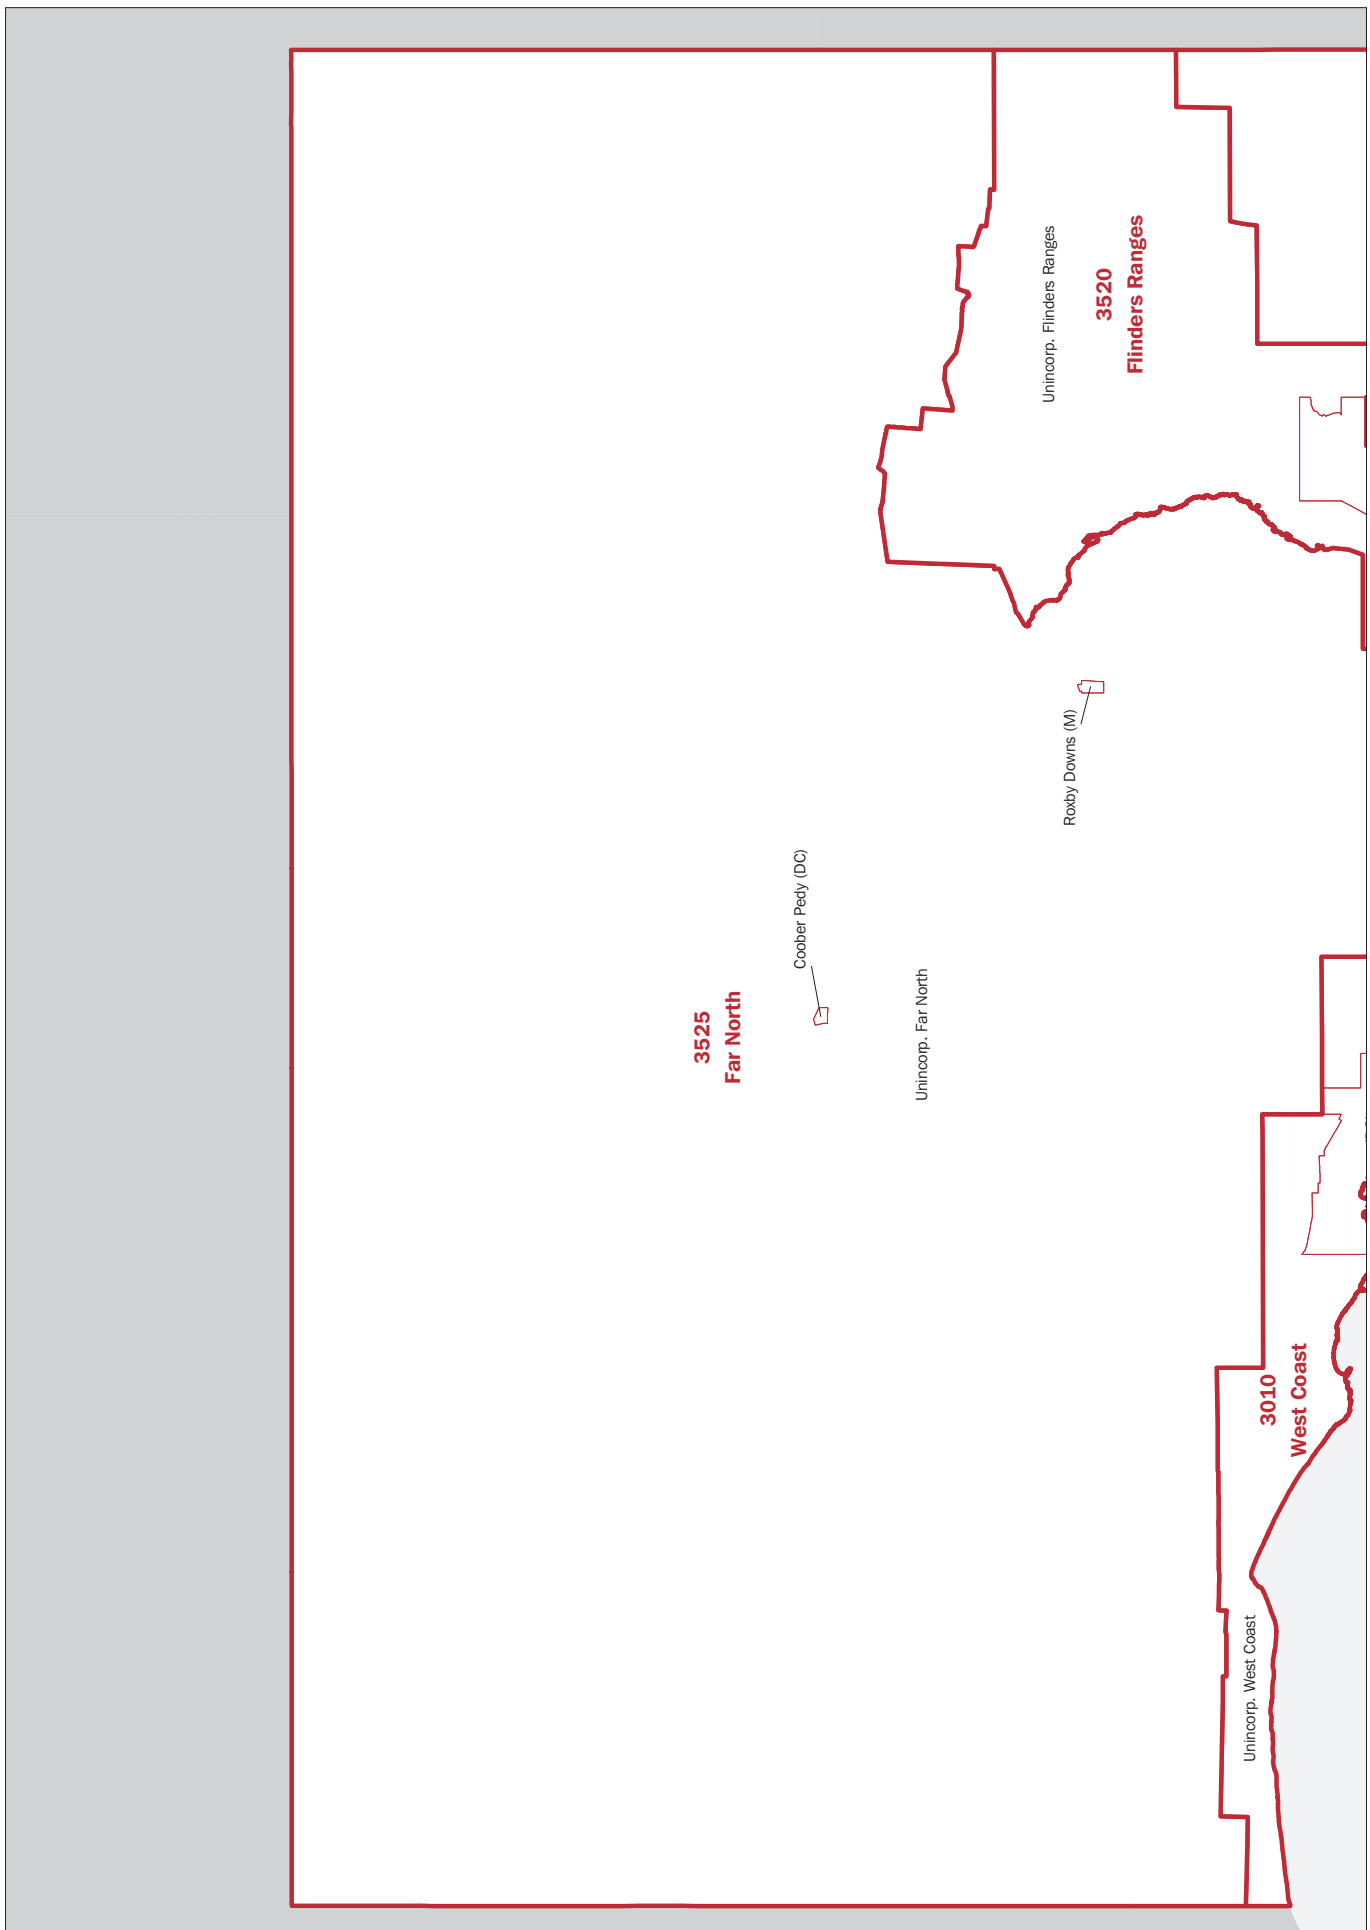 3525
Far North
Coober Pedy (DC)
Unincorp. Far North
Roxby Downs (M)
Unincorp. Flinders Ranges
3520
Flinders Ranges
3010
West Coast
Unincorp. West Coast